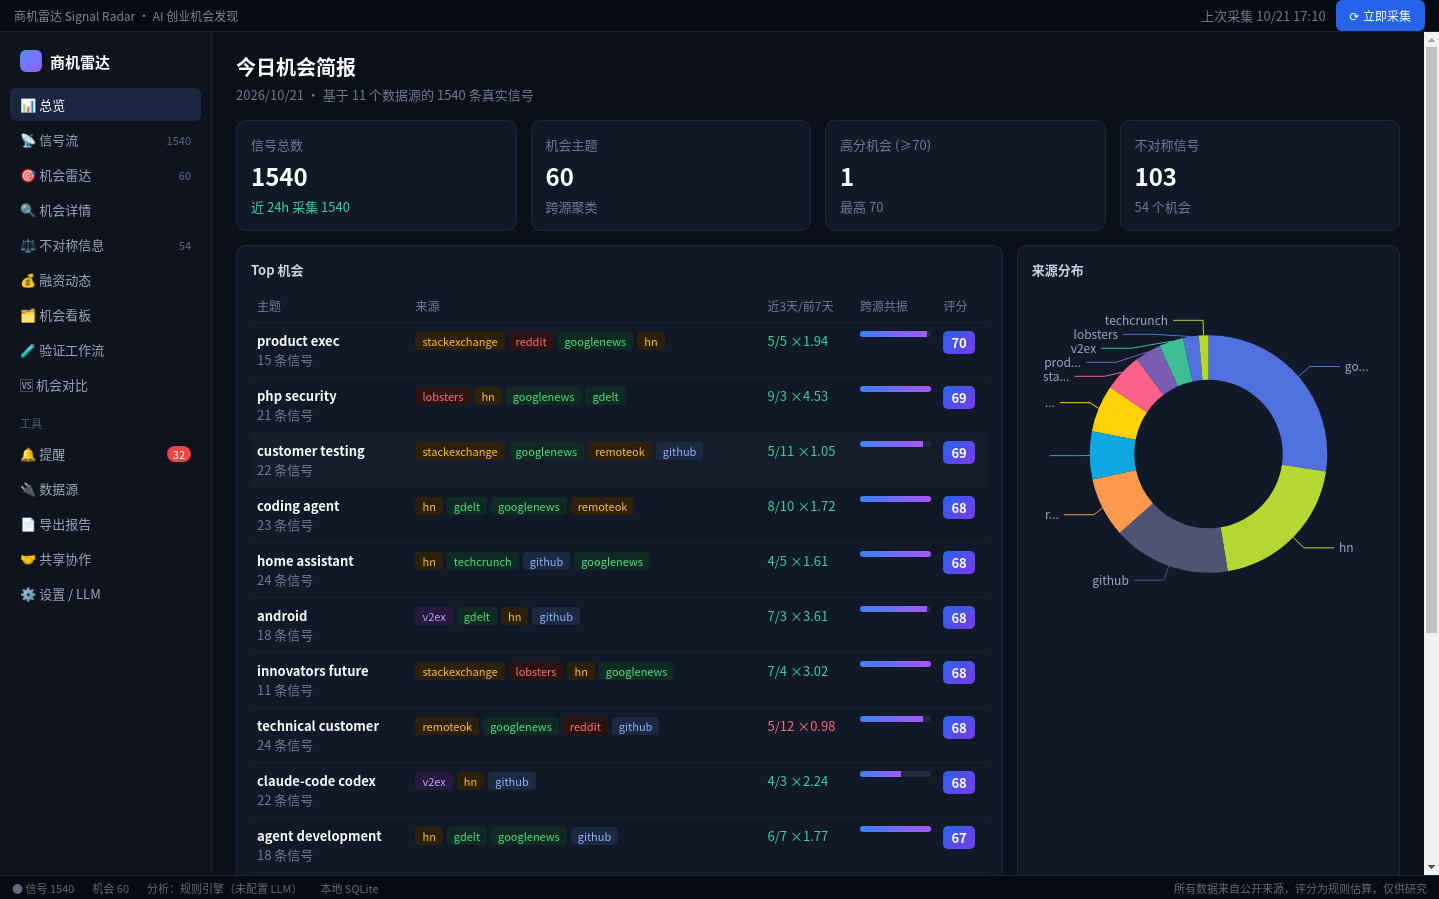 商机雷达 Signal Radar · AI 创业机会发现
上次采集 10/21 17:10
⟳ 立即采集
商机雷达
总览
信号流 1540
机会雷达 60
机会详情
不对称信息 54
融资动态
机会看板
验证工作流
VS 机会对比
工具
提醒 32
数据源
导出报告
共享协作
设置 / LLM
今日机会简报
2026/10/21 · 基于 11 个数据源的 1540 条真实信号
信号总数
1540
近 24h 采集 1540
机会主题
60
跨源聚类
高分机会 (≥70)
1
最高 70
不对称信号
103
54 个机会
Top 机会
主题 来源 近3天/前7天 跨源共振 评分
product exec stackexchange reddit googlenews hn 5/5 ×1.94 70
15 条信号
php security lobsters hn googlenews gdelt 9/3 ×4.53 69
21 条信号
customer testing stackexchange googlenews remoteok github 5/11 ×1.05 69
22 条信号
coding agent hn gdelt googlenews remoteok 8/10 ×1.72 68
23 条信号
home assistant hn techcrunch github googlenews 4/5 ×1.61 68
24 条信号
android v2ex gdelt hn github 7/3 ×3.61 68
18 条信号
innovators future stackexchange lobsters hn googlenews 7/4 ×3.02 68
11 条信号
technical customer remoteok googlenews reddit github 5/12 ×0.98 68
24 条信号
claude-code codex v2ex hn github 4/3 ×2.24 68
22 条信号
agent development hn gdelt googlenews github 6/7 ×1.77 67
18 条信号
来源分布
techcrunch
lobsters
v2ex
prod...
sta...
...
r...
github
hn
go...
信号 1540 机会 60 分析：规则引擎（未配置 LLM） 本地 SQLite
所有数据来自公开来源，评分为规则估算，仅供研究